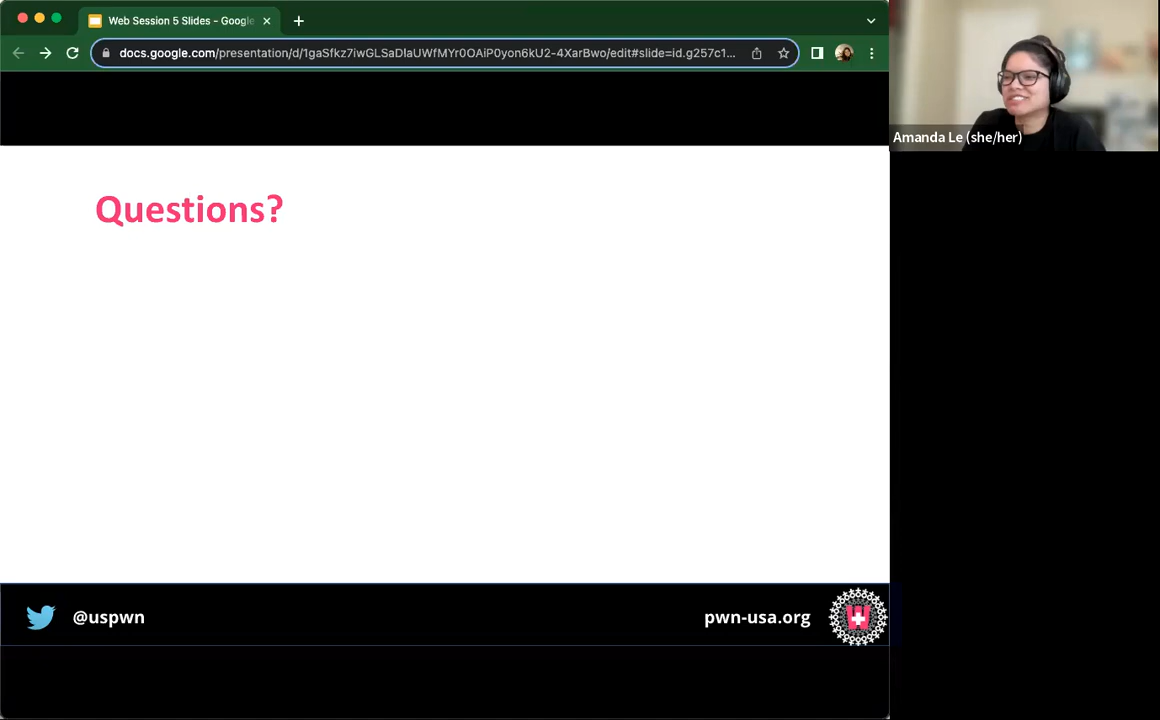 Web Session 5 Slides - Google
docs.google.com/presentation/d/1gaSfkz7iwGLSaDlaUWfMYr0OAiP0yon6kU2-4XarBwo/edit#slide=id.g257c1...
Amanda Le (she/her)
Questions?
@uspwn
pwn-usa.org